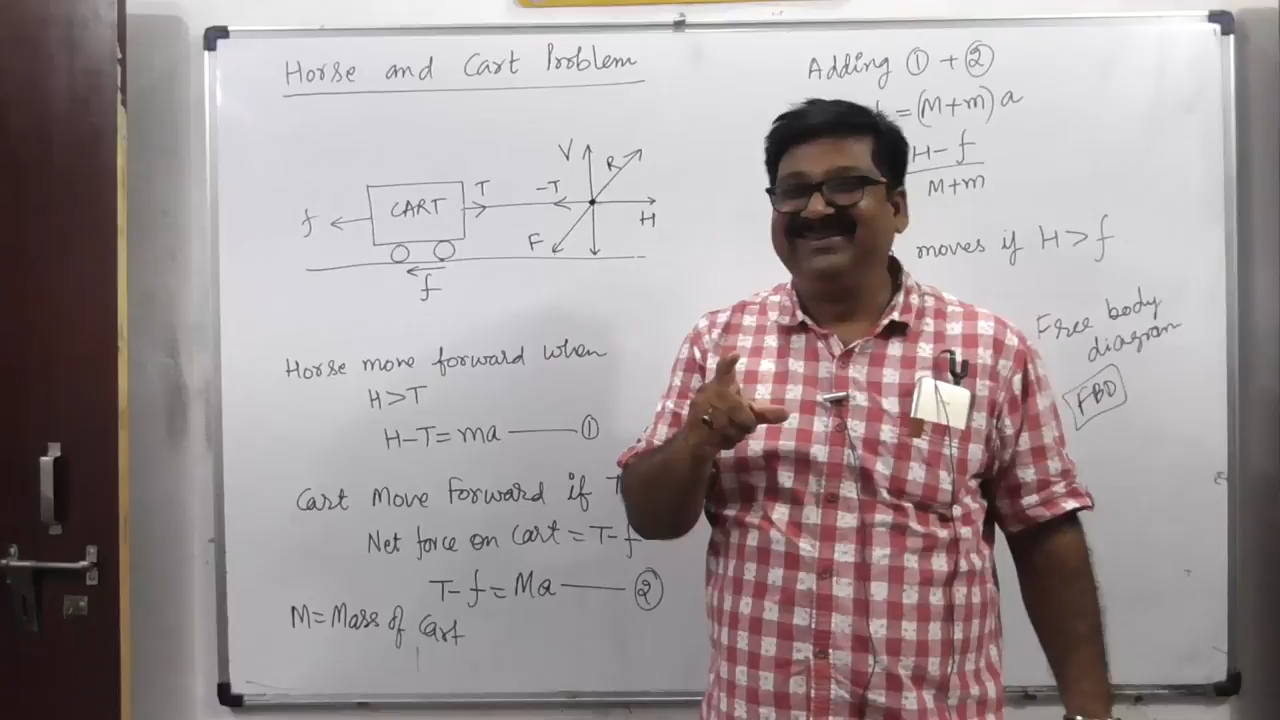 Horse and Cart Problem
V
R
T
-T
CART
f
H
F
f
Horse move forward when
H>T
H-T=ma —— ①
Cart Move Forward if T
Net force on Cart = T-f
T-f=Ma —— ②
M=Mass of Cart
Adding ① + ②
=(M+m)a
H-f
M+m
moves if H>f
Free body
diagram
FBD